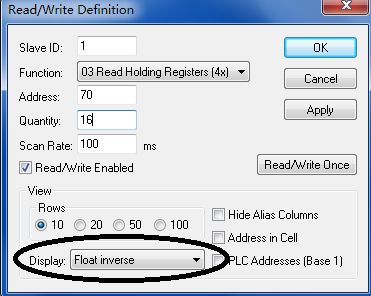 Read/Write Definition
Slave ID: 1
OK
Function: 03 Read Holding Registers (4x)
Cancel
Address: 70
Quantity: 16
Apply
Scan Rate: 100 ms
Read/Write Enabled
Read/Write Once
View
Rows
10 20 50 100
Hide Alias Columns
Address in Cell
Display: Float inverse
PLC Addresses (Base 1)